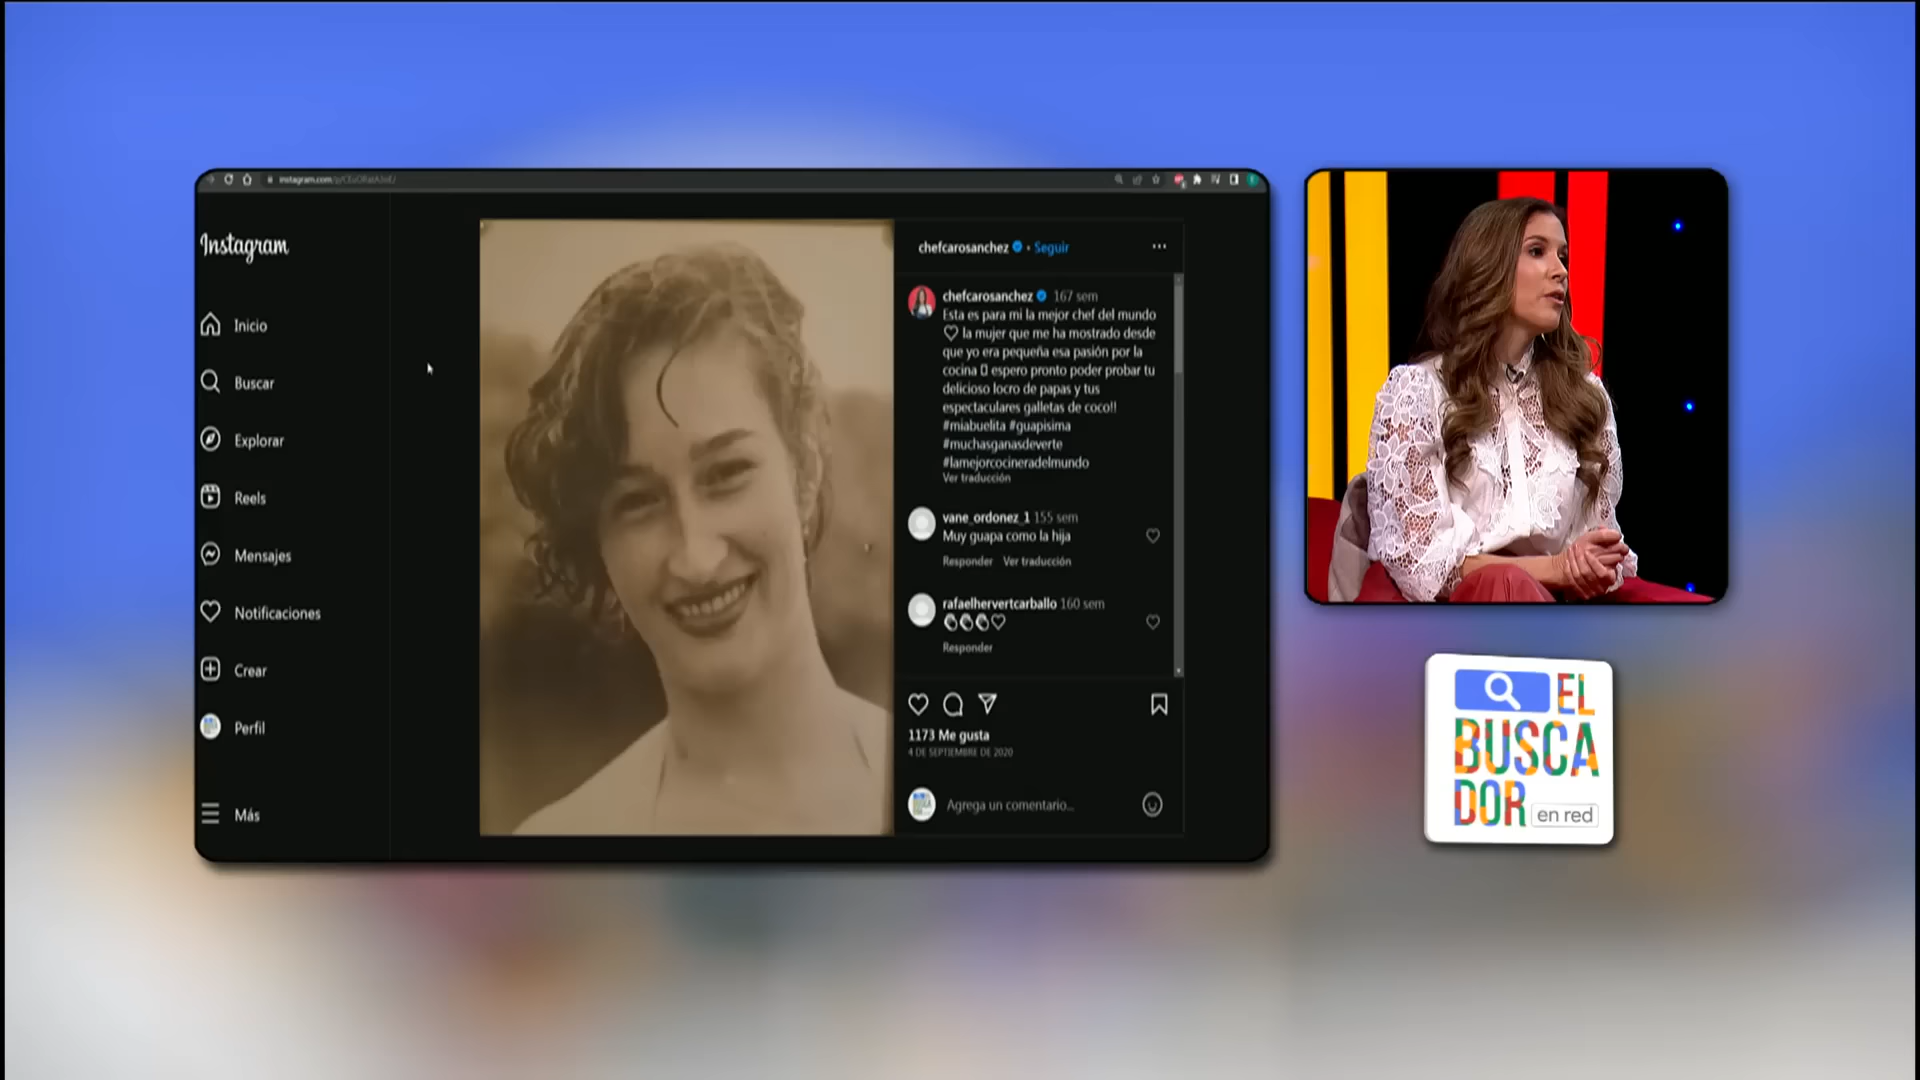 instagram.com
Instagram
Inicio
Buscar
Explorar
Reels
Mensajes
Notificaciones
Crear
Perfil
Más
chefcarosanchez • Seguir
chefcarosanchez 167 sem
Esta es para mi la mejor chef del mundo
la mujer que me ha mostrado desde
que yo era pequeña esa pasión por la
cocina espero pronto poder probar tu
delicioso locro de papas y tus
espectaculares galletas de coco!!
#miabuelita #guapisima
#muchasganasdeverte
#lamejorcocineradelmundo
Ver traducción
vane_ordonez_1 155 sem
Muy guapa como la hija
Responder Ver traducción
rafaelhervertcarballo 160 sem
Responder
1173 Me gusta
4 DE SEPTIEMBRE DE 2020
Agrega un comentario...
EL
BUSCA
DOR
en red